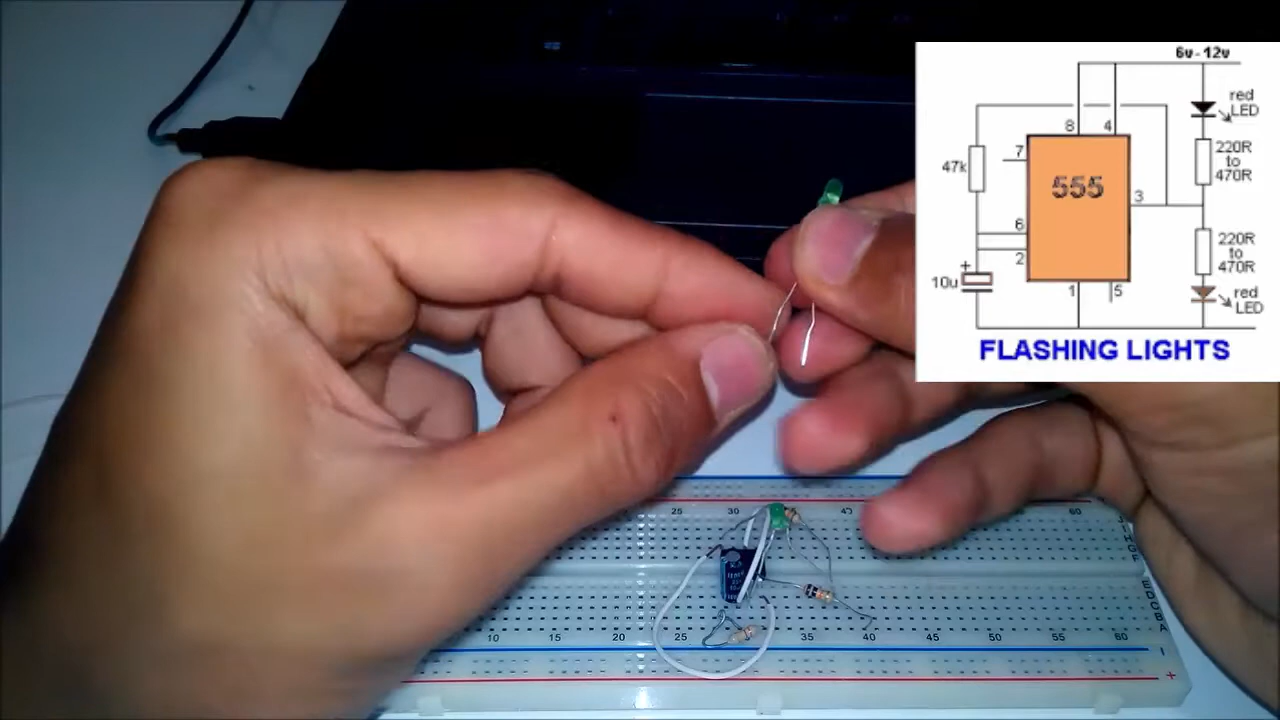 6v-12v
red
LED
8 4
220R
to
470R
7
47k
555
3
6
220R
to
470R
2
+
10u
red
LED
1 5
FLASHING LIGHTS
25 30 60
10 15 20 25 30 35 40 45 50 55 60
+